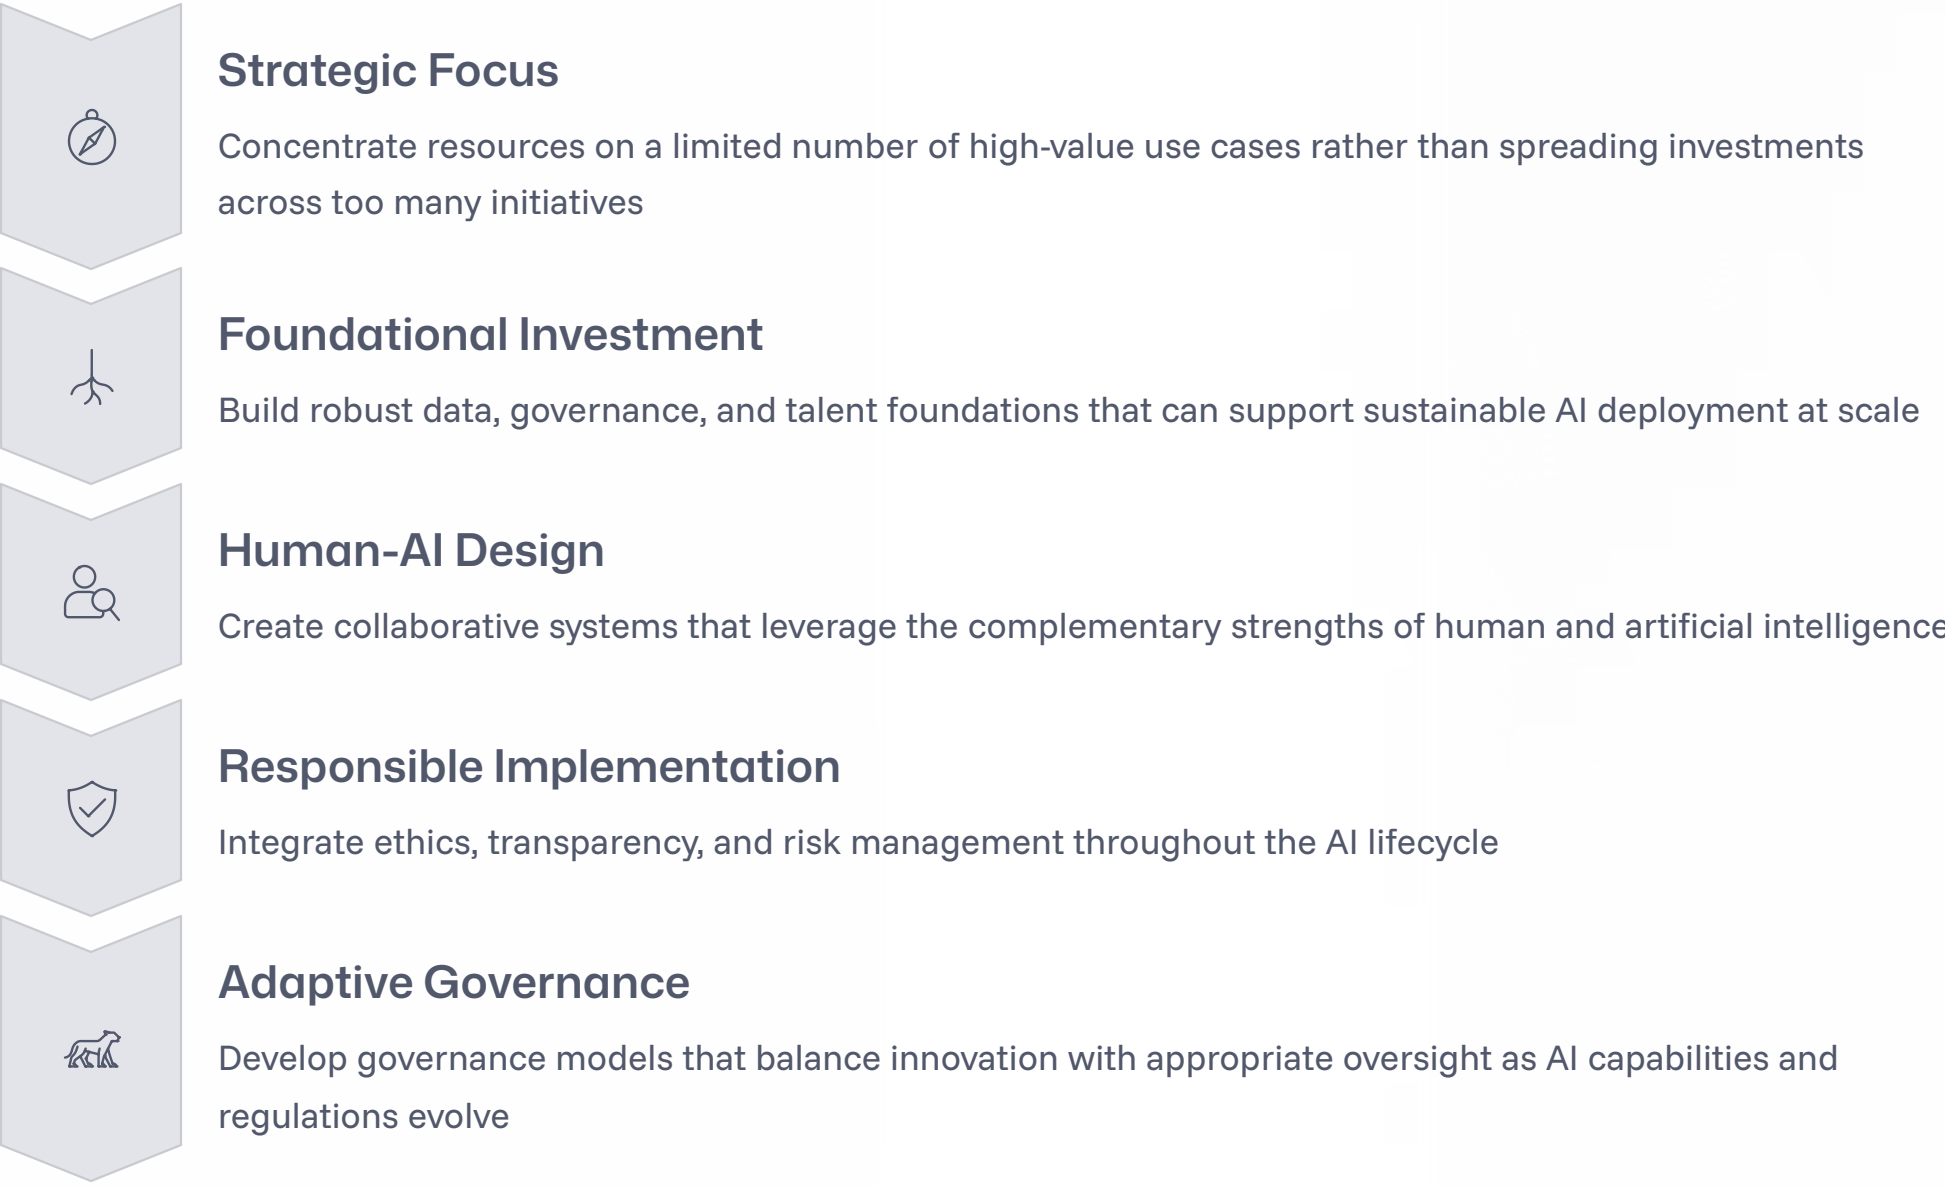 Strategic Focus
Concentrate resources on a limited number of high-value use cases rather than spreading investments
across too many initiatives
Foundational Investment
Build robust data, governance, and talent foundations that can support sustainable AI deployment at scale
Human-AI Design
Create collaborative systems that leverage the complementary strengths of human and artificial intelligence
Responsible Implementation
Integrate ethics, transparency, and risk management throughout the AI lifecycle
Adaptive Governance
Develop governance models that balance innovation with appropriate oversight as AI capabilities and
regulations evolve